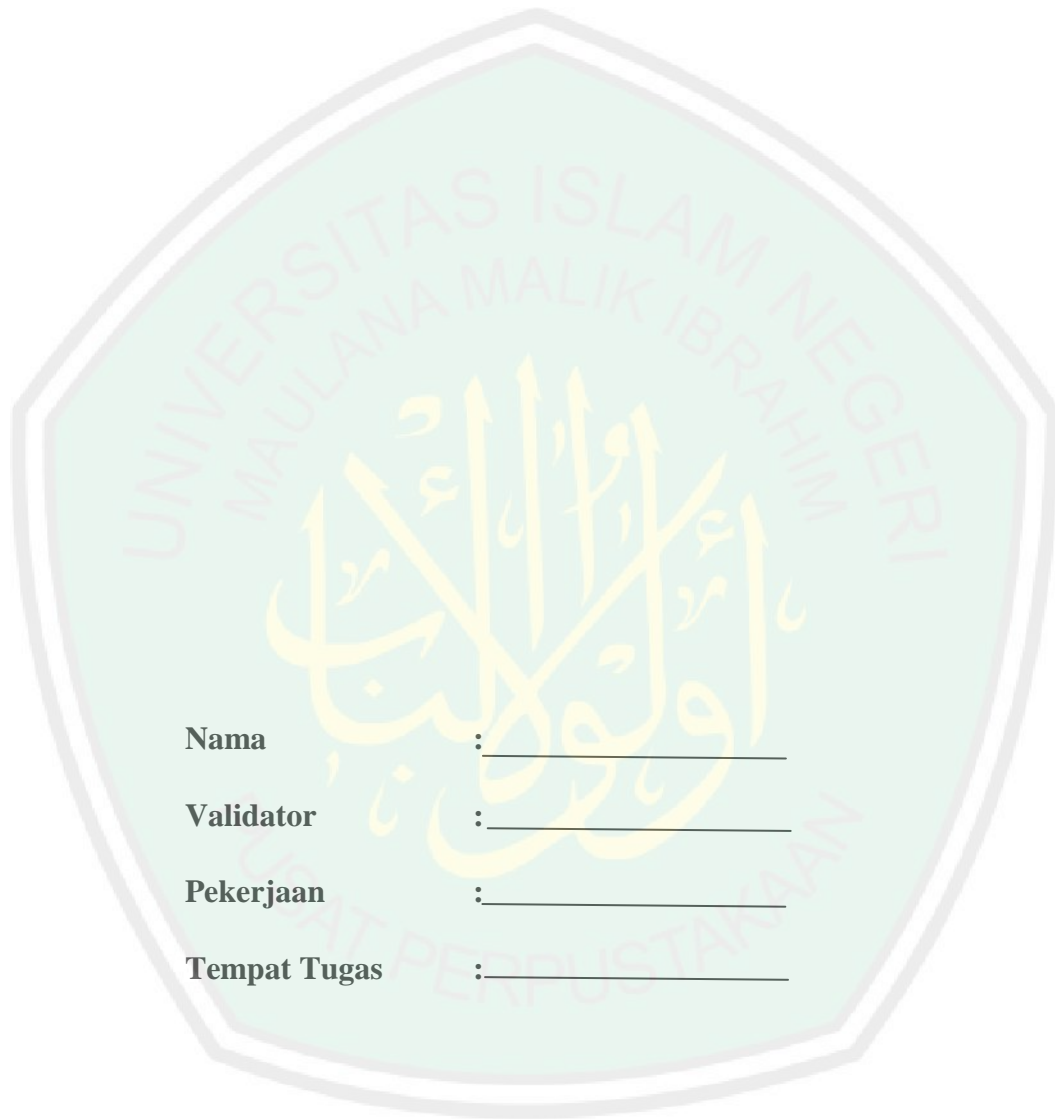 UNIVERSITAS ISLAM NEGERI
MAULANA MALIK IBRAHIM
أولو الألباب
Nama :
Validator :
Pekerjaan :
Tempat Tugas :
PUSAT PERPUSTAKAAN